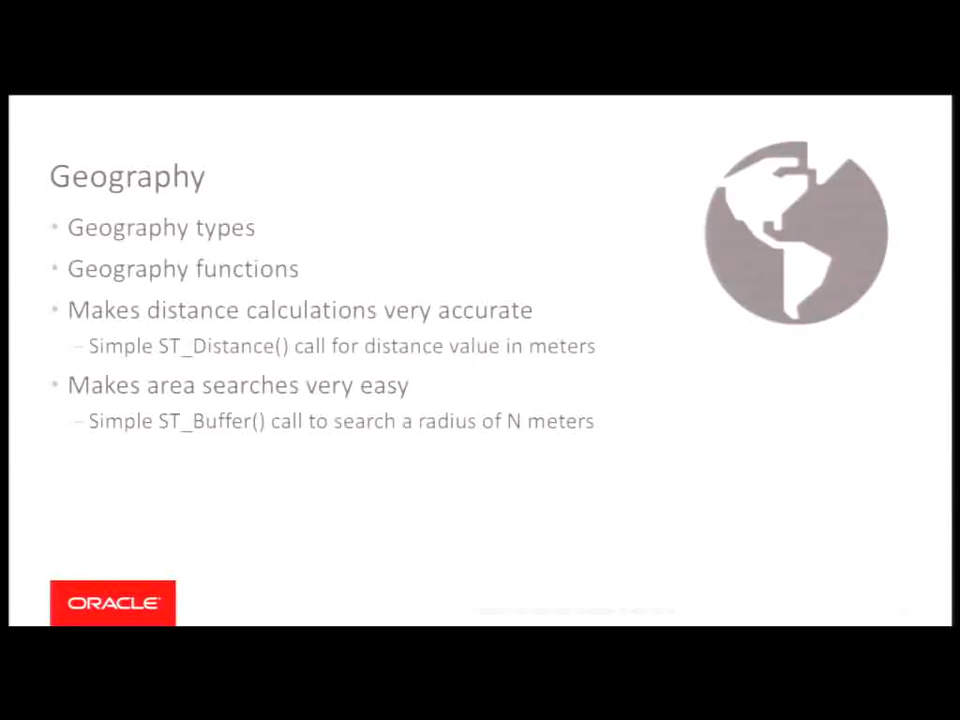 Geography
• Geography types
• Geography functions
• Makes distance calculations very accurate
– Simple ST_Distance() call for distance value in meters
• Makes area searches very easy
– Simple ST_Buffer() call to search a radius of N meters
ORACLE